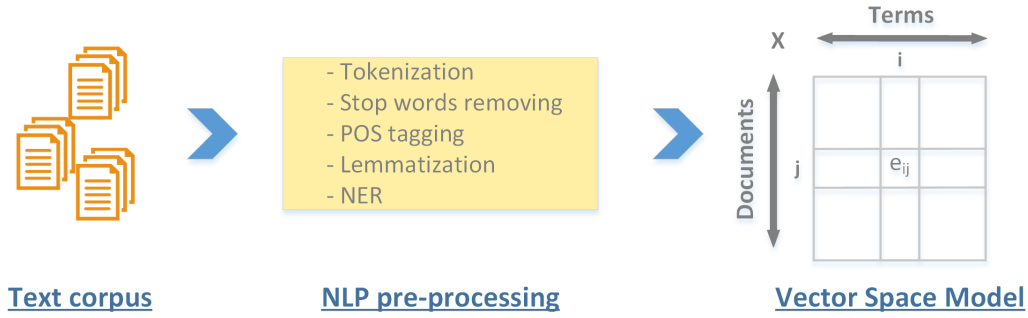 - Tokenization
- Stop words removing
- POS tagging
- Lemmatization
- NER
Terms
X
i
Documents
j
eij
Text corpus
NLP pre-processing
Vector Space Model